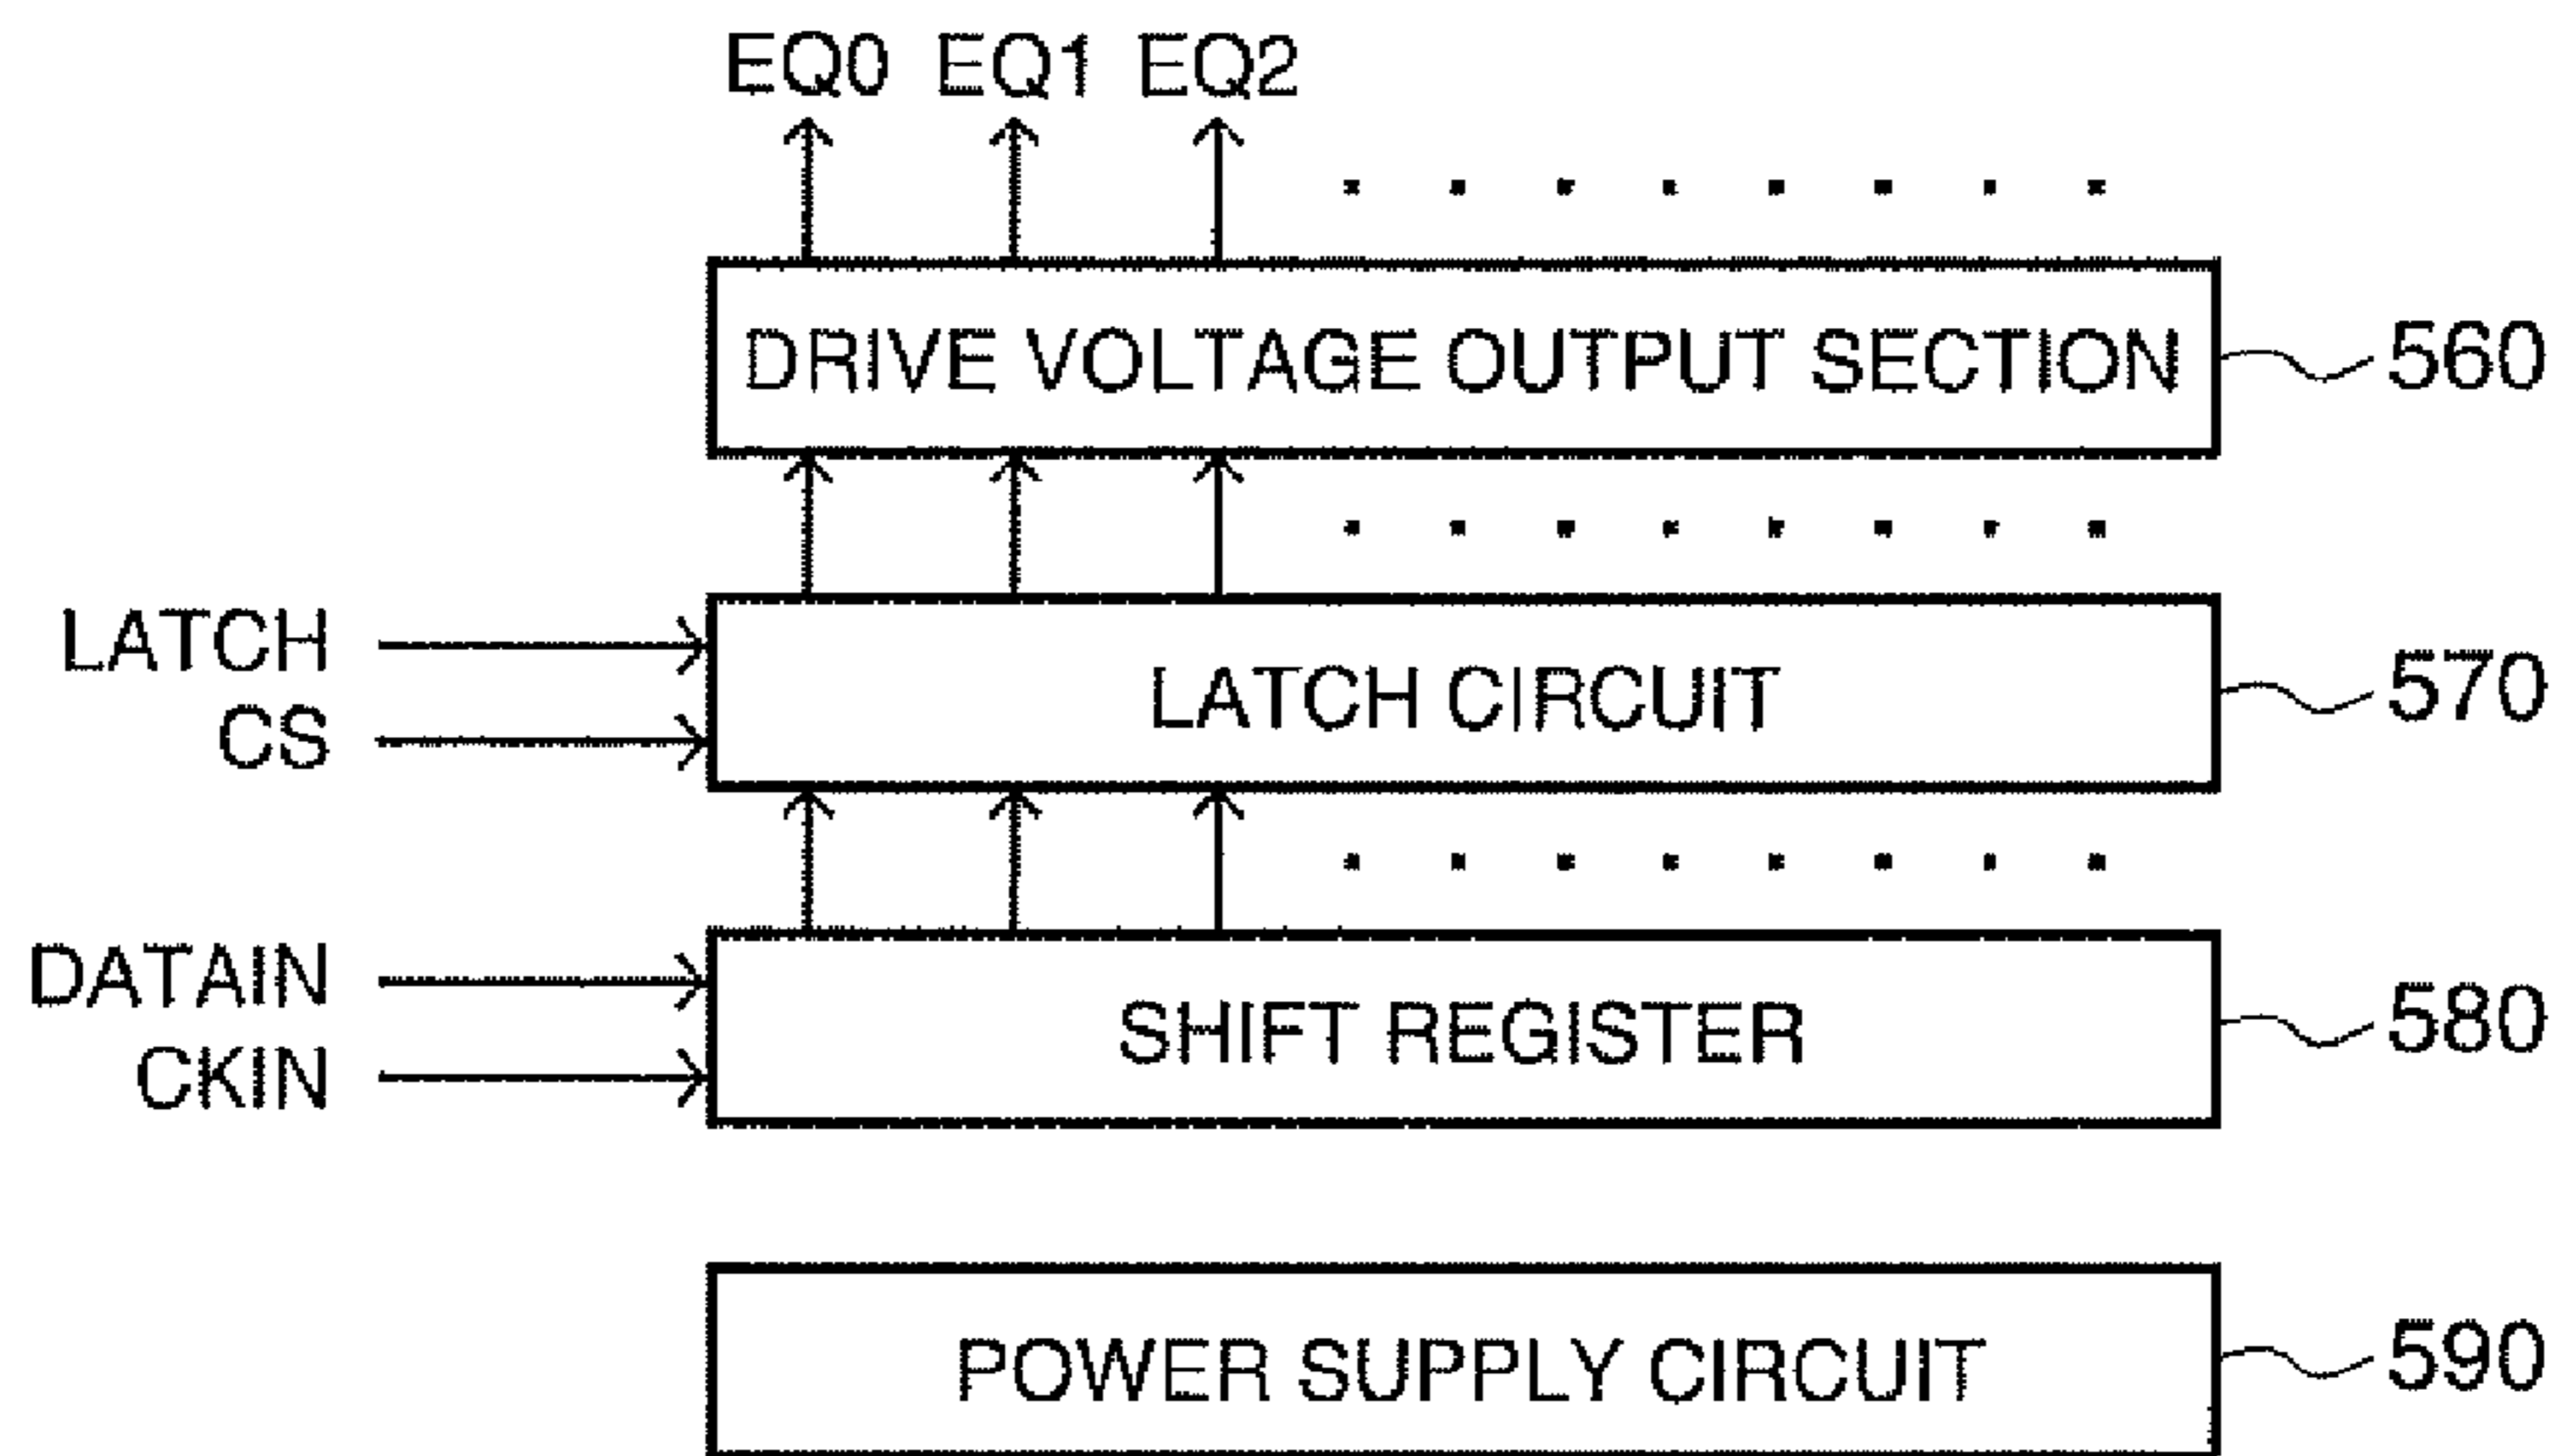 EQ0 EQ1 EQ2
DRIVE VOLTAGE OUTPUT SECTION 560
LATCH
CS
LATCH CIRCUIT 570
DATAIN
CKIN
SHIFT REGISTER 580
POWER SUPPLY CIRCUIT 590